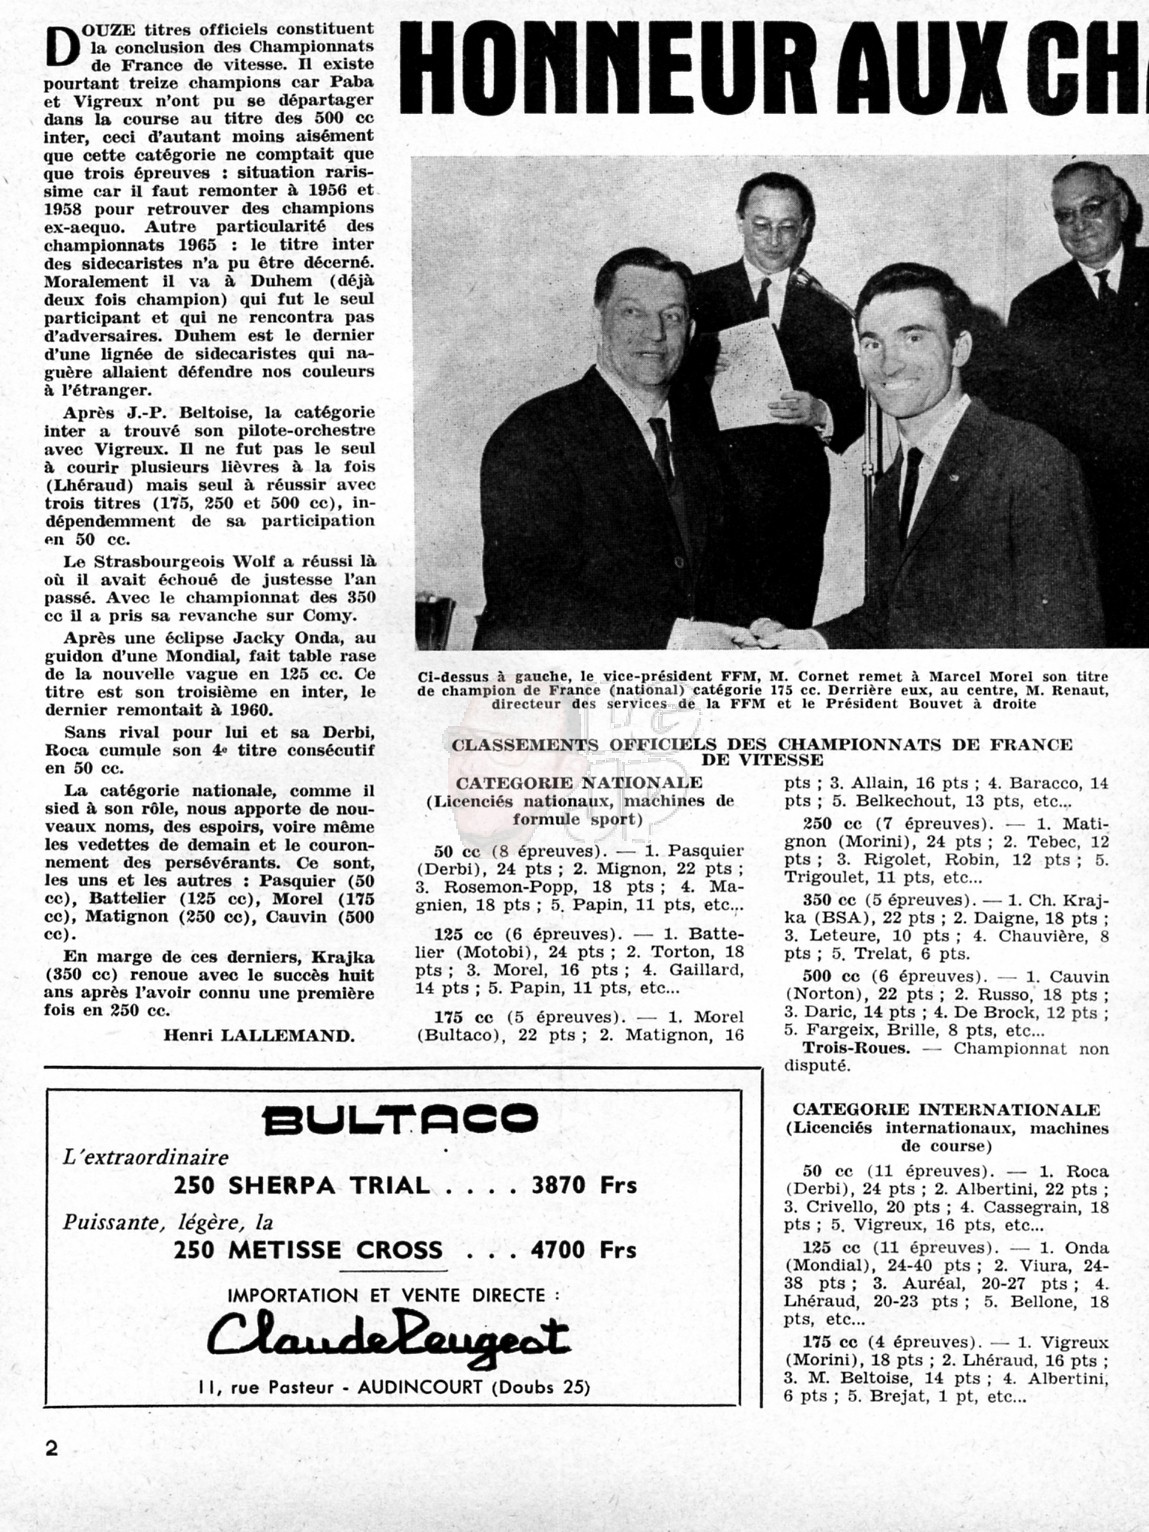 DOUZE titres officiels constituent
la conclusion des Championnats
de France de vitesse. Il existe
pourtant treize champions car Paba
et Vigreux n'ont pu se départager
dans la course au titre des 500 cc
inter, ceci d'autant moins aisément
que cette catégorie ne comptait que
que trois épreuves : situation raris-
sime car il faut remonter à 1956 et
1958 pour retrouver des champions
ex-aequo. Autre particularité des
championnats 1965 : le titre inter
des sidecaristes n'a pu être décerné.
Moralement il va à Duhem (déjà
deux fois champion) qui fut le seul
participant et qui ne rencontra pas
d'adversaires. Duhem est le dernier
d'une lignée de sidecaristes qui na-
guère allaient défendre nos couleurs
à l'étranger.
Après J.-P. Beltoise, la catégorie
inter a trouvé son pilote-orchestre
avec Vigreux. Il ne fut pas le seul
à courir plusieurs lièvres à la fois
(Lhéraud) mais seul à réussir avec
trois titres (175, 250 et 500 cc), in-
dépendemment de sa participation
en 50 cc.
Le Strasbourgeois Wolf a réussi là
où il avait échoué de justesse l'an
passé. Avec le championnat des 350
cc il a pris sa revanche sur Comy.
Après une éclipse Jacky Onda, au
guidon d'une Mondial, fait table rase
de la nouvelle vague en 125 cc. Ce
titre est son troisième en inter, le
dernier remontait à 1960.
Sans rival pour lui et sa Derbi,
Roca cumule son 4e titre consécutif
en 50 cc.
La catégorie nationale, comme il
sied à son rôle, nous apporte de nou-
veaux noms, des espoirs, voire même
les vedettes de demain et le couron-
nement des persévérants. Ce sont,
les uns et les autres : Pasquier (50
cc), Battelier (125 cc), Morel (175
cc), Matignon (250 cc), Cauvin (500
cc).
En marge de ces derniers, Krajka
(350 cc) renoue avec le succès huit
ans après l'avoir connu une première
fois en 250 cc.
Henri LALLEMAND.
HONNEUR AUX CHA
Ci-dessus à gauche, le vice-président FFM, M. Cornet remet à Marcel Morel son titre
de champion de France (national) catégorie 175 cc. Derrière eux, au centre, M. Renaut,
directeur des services de la FFM et le Président Bouvet à droite
CLASSEMENTS OFFICIELS DES CHAMPIONNATS DE FRANCE
DE VITESSE
CATEGORIE NATIONALE
(Licenciés nationaux, machines de
formule sport)
50 cc (8 épreuves). — 1. Pasquier
(Derbi), 24 pts ; 2. Mignon, 22 pts ;
3. Rosemon-Popp, 18 pts ; 4. Ma-
gnien, 18 pts ; 5. Papin, 11 pts, etc...
125 cc (6 épreuves). — 1. Batte-
lier (Motobi), 24 pts ; 2. Torton, 18
pts ; 3. Morel, 16 pts ; 4. Gaillard,
14 pts ; 5. Papin, 11 pts, etc...
175 cc (5 épreuves). — 1. Morel
(Bultaco), 22 pts ; 2. Matignon, 16
pts ; 3. Allain, 16 pts ; 4. Baracco, 14
pts ; 5. Belkechout, 13 pts, etc...
250 cc (7 épreuves). — 1. Mati-
gnon (Morini), 24 pts ; 2. Tebec, 12
pts ; 3. Rigolet, Robin, 12 pts ; 5.
Trigoulet, 11 pts, etc...
350 cc (5 épreuves). — 1. Ch. Kraj-
ka (BSA), 22 pts ; 2. Daigne, 18 pts ;
3. Leteure, 10 pts ; 4. Chauvière, 8
pts ; 5. Trelat, 6 pts.
500 cc (6 épreuves). — 1. Cauvin
(Norton), 22 pts ; 2. Russo, 18 pts ;
3. Daric, 14 pts ; 4. De Brock, 12 pts ;
5. Fargeix, Brille, 8 pts, etc...
Trois-Roues. — Championnat non
disputé.
CATEGORIE INTERNATIONALE
(Licenciés internationaux, machines
de course)
50 cc (11 épreuves). — 1. Roca
(Derbi), 24 pts ; 2. Albertini, 22 pts ;
3. Crivello, 20 pts ; 4. Cassegrain, 18
pts ; 5. Vigreux, 16 pts, etc...
125 cc (11 épreuves). — 1. Onda
(Mondial), 24-40 pts ; 2. Viura, 24-
38 pts ; 3. Auréal, 20-27 pts ; 4.
Lhéraud, 20-23 pts ; 5. Bellone, 18
pts, etc...
175 cc (4 épreuves). — 1. Vigreux
(Morini), 18 pts ; 2. Lhéraud, 16 pts ;
3. M. Beltoise, 14 pts ; 4. Albertini,
6 pts ; 5. Brejat, 1 pt, etc...
BULTACO
L'extraordinaire
250 SHERPA TRIAL . . . . 3870 Frs
Puissante, légère, la
250 METISSE CROSS . . . 4700 Frs
IMPORTATION ET VENTE DIRECTE :
Claude Peugeot
11, rue Pasteur - AUDINCOURT (Doubs 25)
2